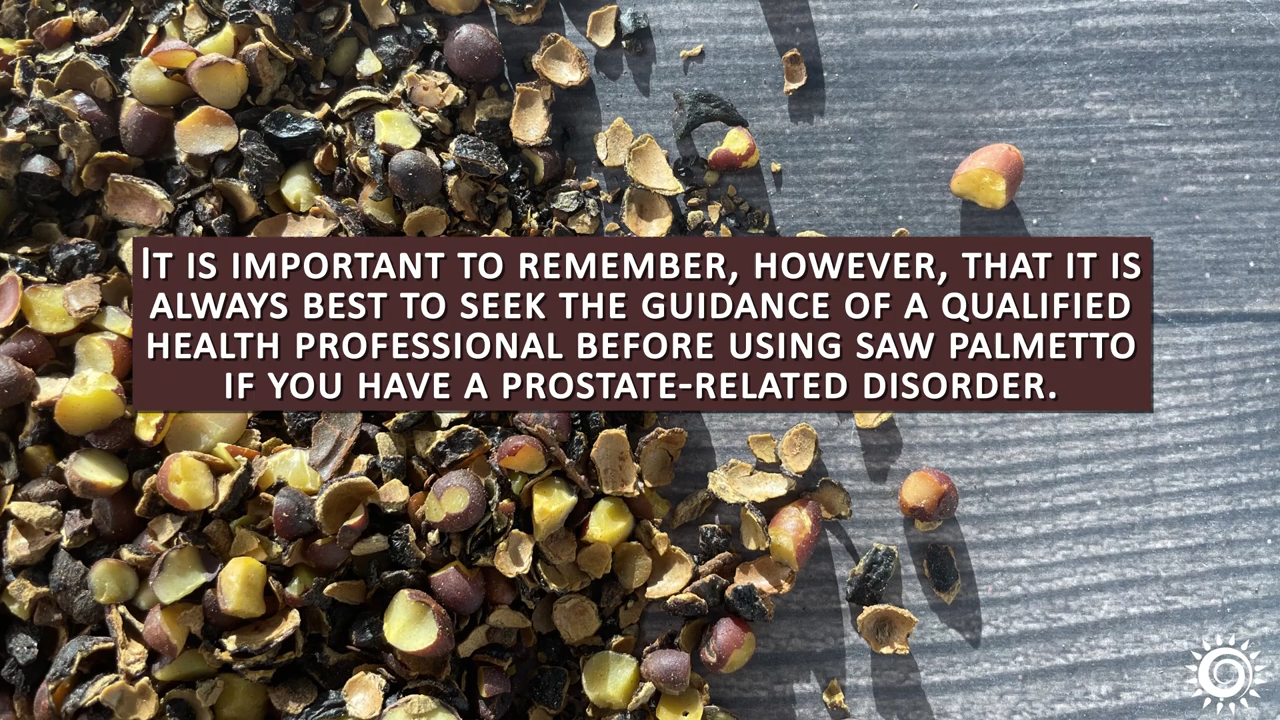 It is important to remember, however, that it is
always best to seek the guidance of a qualified
health professional before using saw palmetto
if you have a prostate-related disorder.